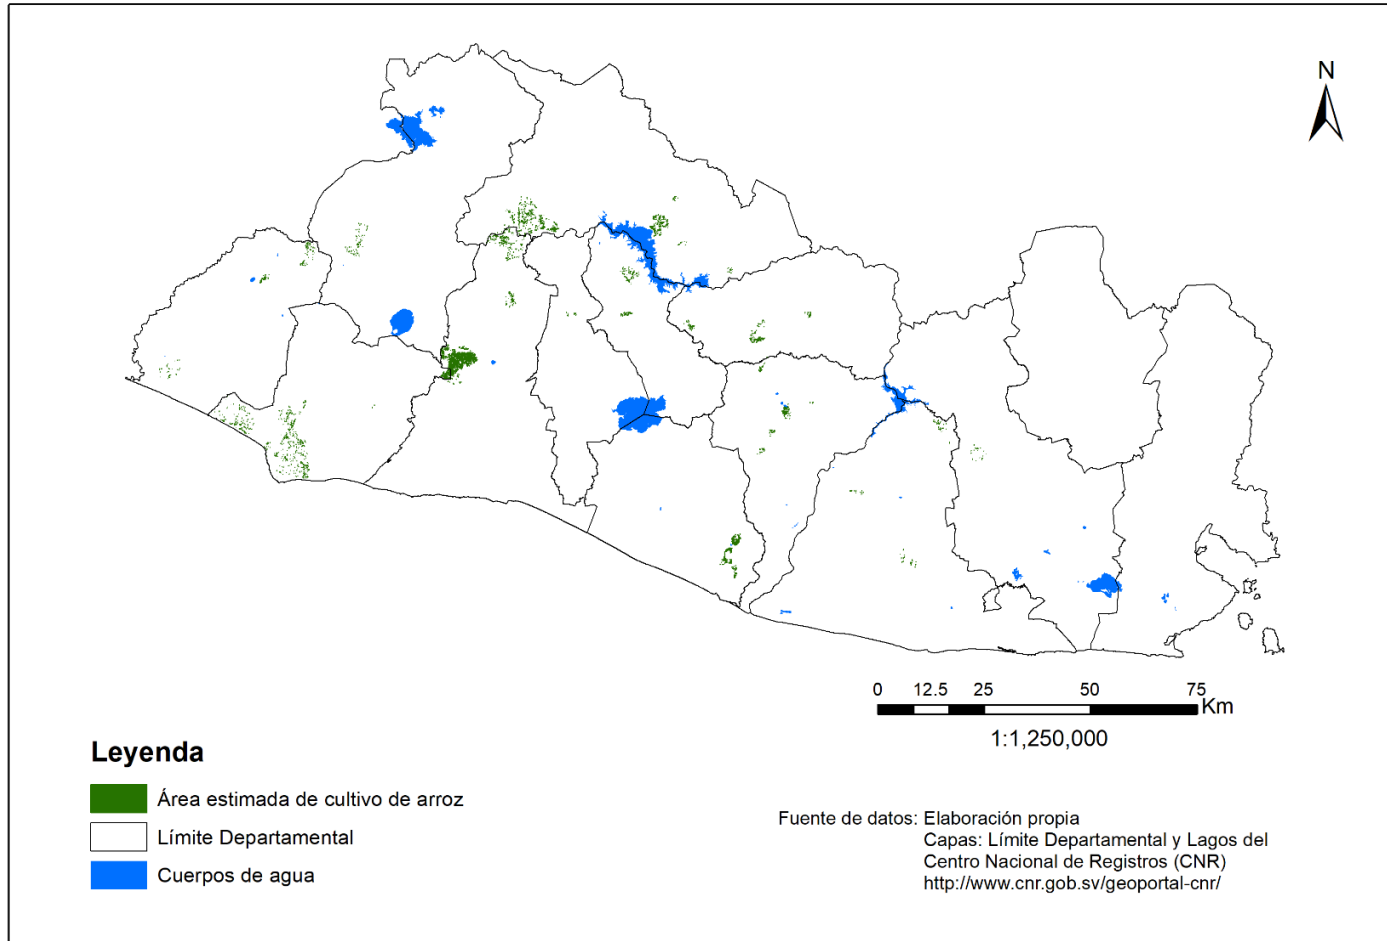 N
0 12.5 25 50 75
Km
1:1,250,000
Leyenda
Área estimada de cultivo de arroz
Límite Departamental
Cuerpos de agua
Fuente de datos: Elaboración propia
Capas: Límite Departamental y Lagos del
Centro Nacional de Registros (CNR)
http://www.cnr.gob.sv/geoportal-cnr/